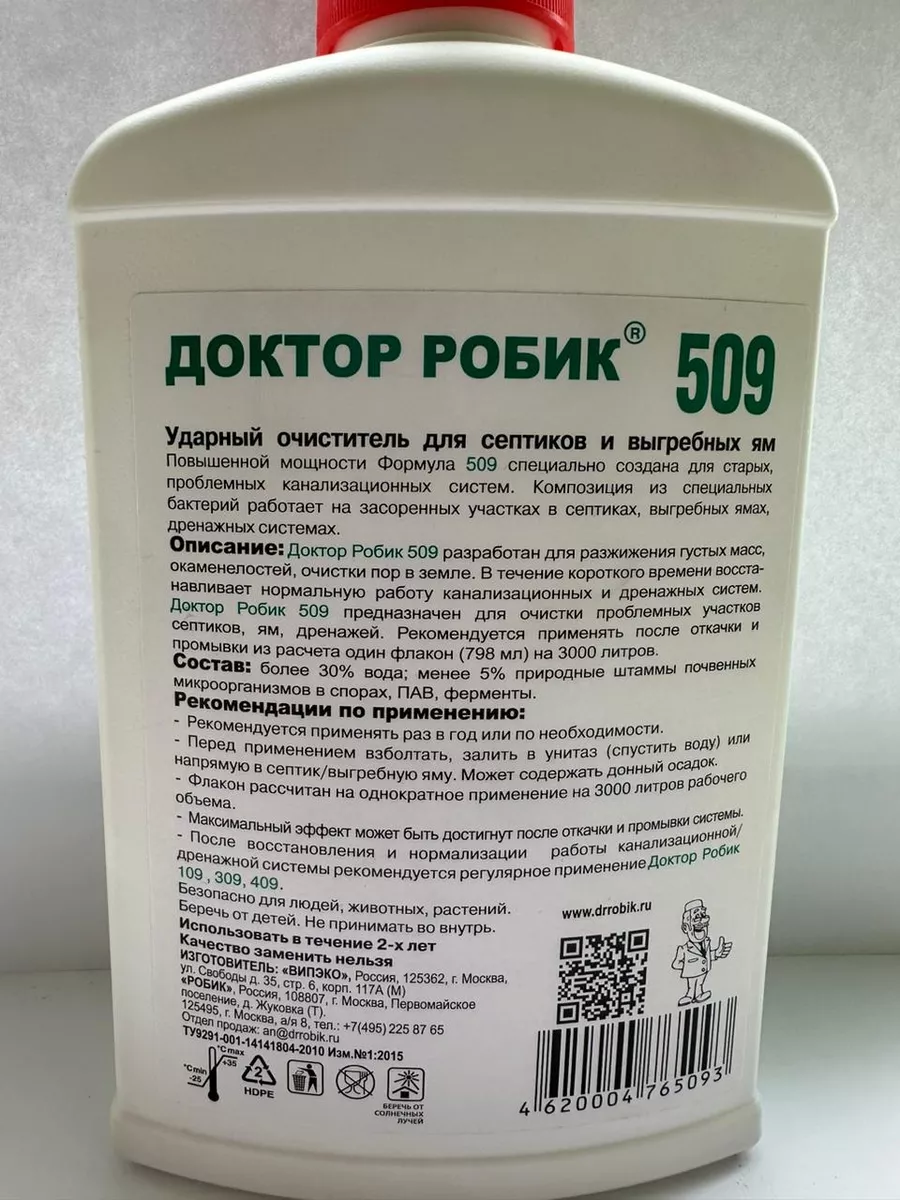 ДОКТОР РОБИК® 509
Ударный очиститель для септиков и выгребных ям
Повышенной мощности Формула 509 специально создана для старых,
проблемных канализационных систем. Композиция из специальных
бактерий работает на засоренных участках в септиках, выгребных ямах,
дренажных системах.
Описание: Доктор Робик 509 разработан для разжижения густых масс,
окаменелостей, очистки пор в земле. В течение короткого времени восста-
навливает нормальную работу канализационных и дренажных систем.
Доктор Робик 509 предназначен для очистки проблемных участков
септиков, ям, дренажей. Рекомендуется применять после откачки и
промывки из расчета один флакон (798 мл) на 3000 литров.
Состав: более 30% вода; менее 5% природные штаммы почвенных
микроорганизмов в спорах, ПАВ, ферменты.
Рекомендации по применению:
- Рекомендуется применять раз в год или по необходимости.
- Перед применением взболтать, залить в унитаз (спустить воду) или
напрямую в септик/выгребную яму. Может содержать донный осадок.
- Флакон рассчитан на однократное применение на 3000 литров рабочего
объема.
- Максимальный эффект может быть достигнут после откачки и промывки системы.
- После восстановления и нормализации работы канализационной/
дренажной системы рекомендуется регулярное применение Доктор Робик
109 , 309, 409.
Безопасно для людей, животных, растений.
Беречь от детей. Не принимать во внутрь.
Использовать в течение 2-х лет
Качество заменить нельзя
ИЗГОТОВИТЕЛЬ: «ВИПЭКО», Россия, 125362, г. Москва,
ул. Свободы д. 35, стр. 6, корп. 117А (М)
«РОБИК», Россия, 108807, г. Москва, Первомайское
поселение, д. Жуковка (Т).
125495, г. Москва, а/я 8, тел.: +7(495) 225 87 65
Отдел продаж: an@drrobik.ru
ТУ9291-001-14141804-2010 Изм.№1:2015
www.drrobik.ru
°C max
+35
°C min
-25
2
HDPE
БЕРЕЧЬ ОТ
СОЛНЕЧНЫХ
ЛУЧЕЙ
4 620004 765093